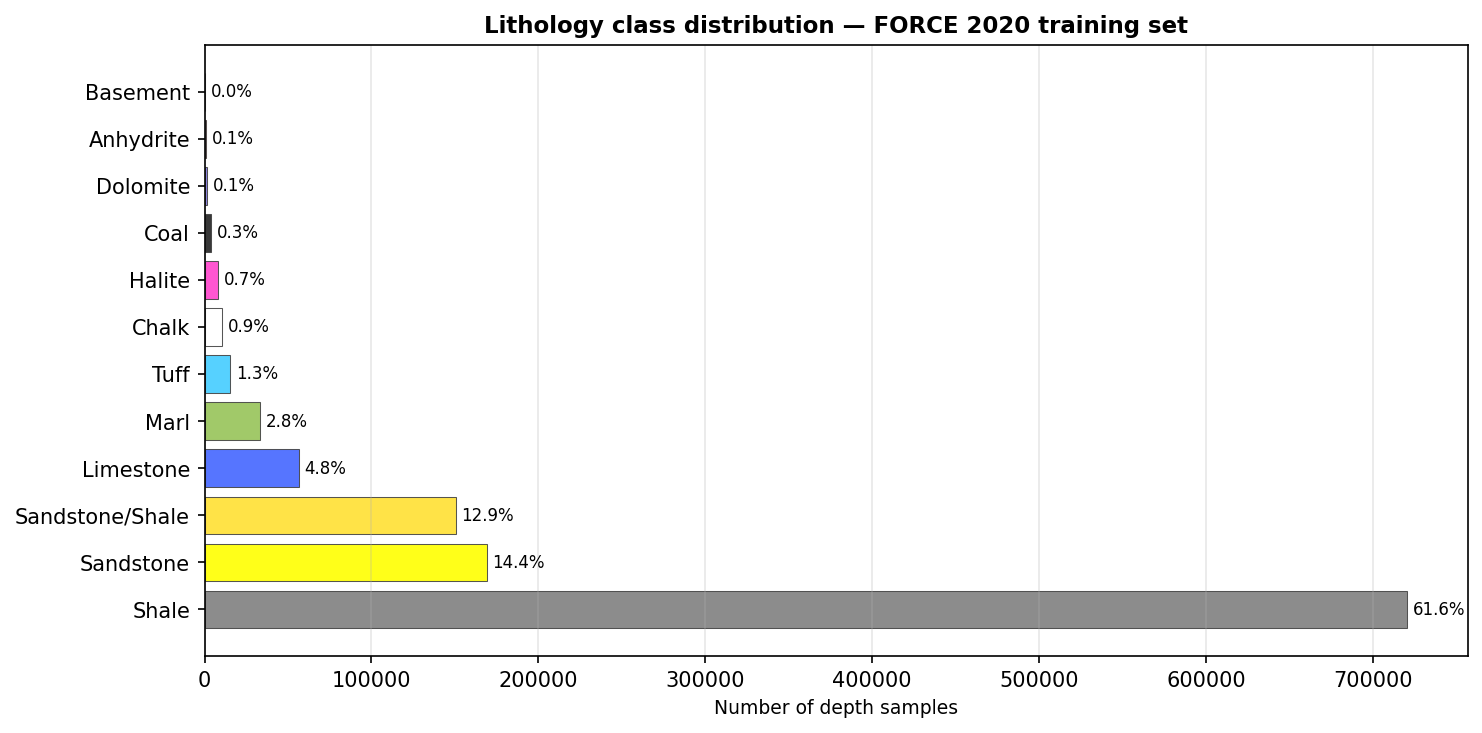 Lithology class distribution — FORCE 2020 training set
Basement 0.0%
Anhydrite 0.1%
Dolomite 0.1%
Coal 0.3%
Halite 0.7%
Chalk 0.9%
Tuff 1.3%
Marl 2.8%
Limestone 4.8%
Sandstone/Shale 12.9%
Sandstone 14.4%
Shale 61.6%
0 100000 200000 300000 400000 500000 600000 700000
Number of depth samples